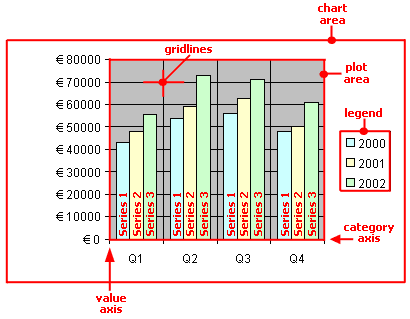 chart
area
gridlines
plot
area
€ 80000
€ 70000
€ 60000
€ 50000
€ 40000
€ 30000
€ 20000
€ 10000
€ 0
Series 1
Series 2
Series 3
Series 1
Series 2
Series 3
Series 1
Series 2
Series 3
Series 1
Series 2
Series 3
Q1
Q2
Q3
Q4
legend
2000
2001
2002
category
axis
value
axis